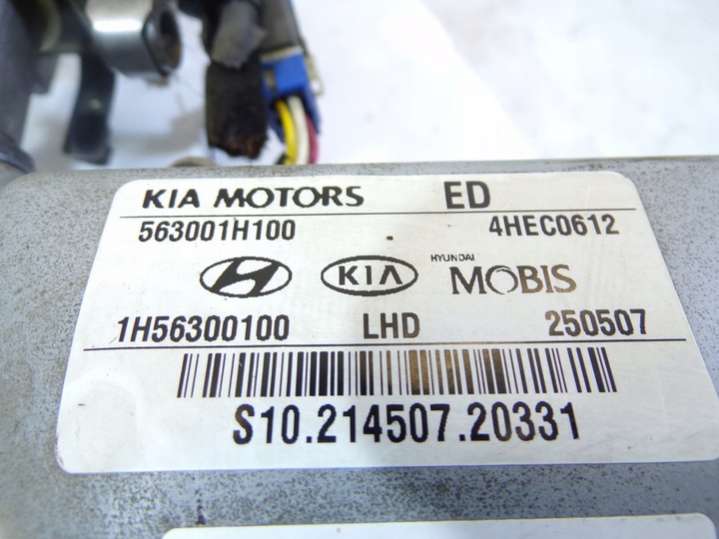 KIA MOTORS ED
563001H100 4HEC0612
KIA HYUNDAI MOBIS
1H56300100 LHD 250507
S10.214507.20331